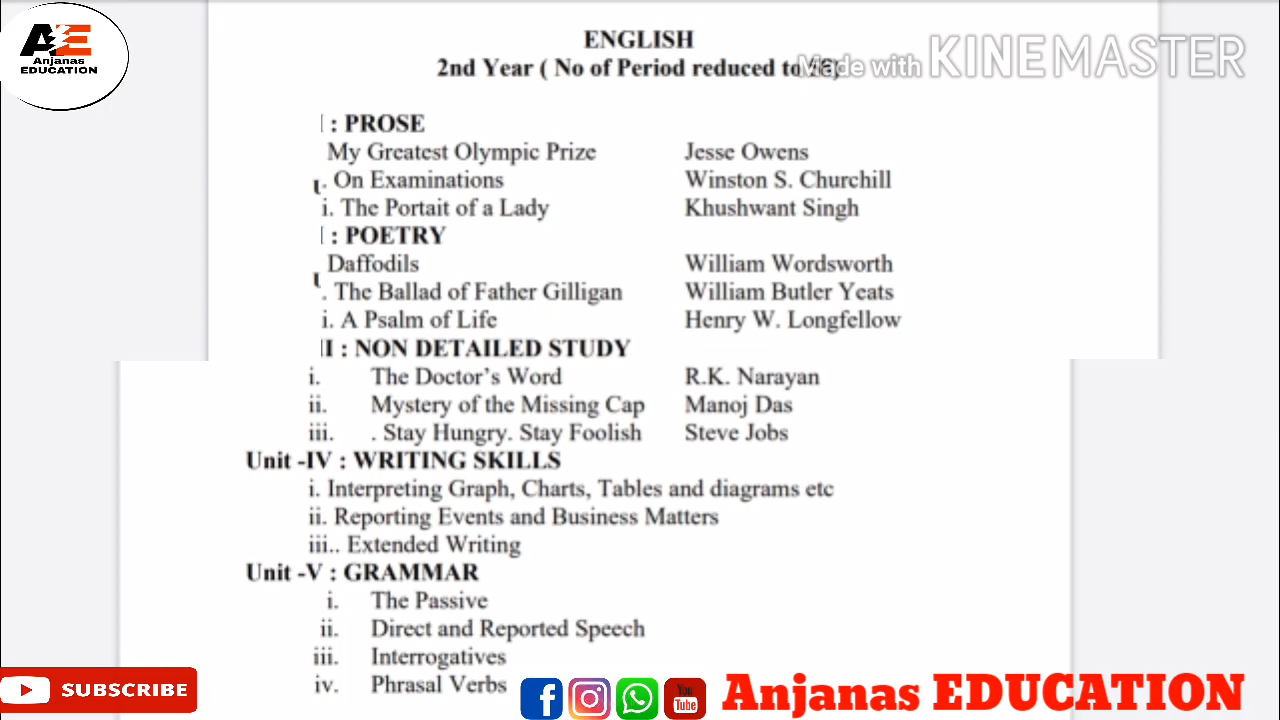 AE
Anjanas
EDUCATION
ENGLISH
2nd Year ( No of Period reduced to
Made with KINEMASTER
: PROSE
My Greatest Olympic Prize Jesse Owens
. On Examinations Winston S. Churchill
i. The Portait of a Lady Khushwant Singh
: POETRY
Daffodils William Wordsworth
. The Ballad of Father Gilligan William Butler Yeats
i. A Psalm of Life Henry W. Longfellow
I : NON DETAILED STUDY
i. The Doctor's Word R.K. Narayan
ii. Mystery of the Missing Cap Manoj Das
iii. . Stay Hungry. Stay Foolish Steve Jobs
Unit -IV : WRITING SKILLS
i. Interpreting Graph, Charts, Tables and diagrams etc
ii. Reporting Events and Business Matters
iii.. Extended Writing
Unit -V : GRAMMAR
i. The Passive
ii. Direct and Reported Speech
iii. Interrogatives
iv. Phrasal Verbs
SUBSCRIBE
You Tube
Anjanas EDUCATION